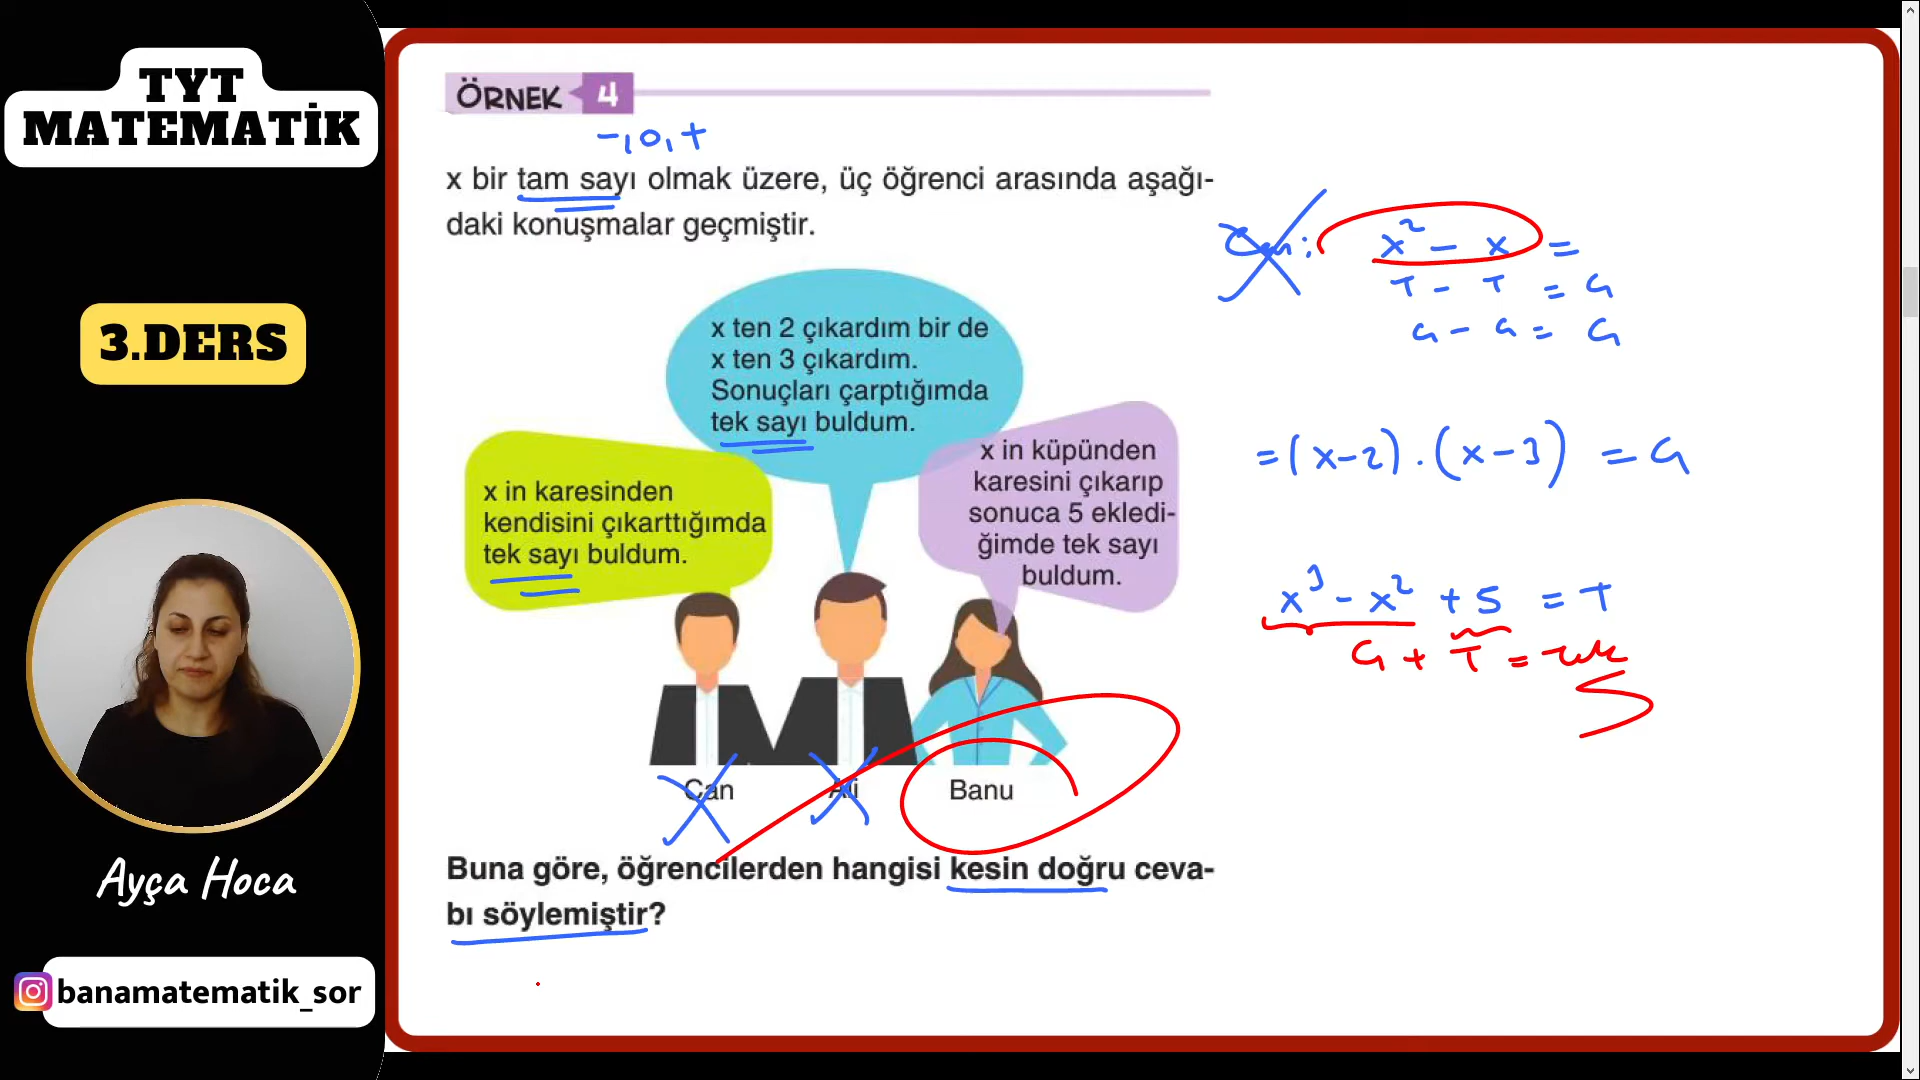 TYT
MATEMATİK
3.DERS
Ayça Hoca
banamatematik_sor
ÖRNEK 4
-,0,+
x bir tam sayı olmak üzere, üç öğrenci arasında aşağı-
daki konuşmalar geçmiştir.
x ten 2 çıkardım bir de
x ten 3 çıkardım.
Sonuçları çarptığımda
tek sayı buldum.
x in karesinden
kendisini çıkarttığımda
tek sayı buldum.
x in küpünden
karesini çıkarıp
sonuca 5 ekledi-
ğimde tek sayı
buldum.
Can Ali Banu
Buna göre, öğrencilerden hangisi kesin doğru ceva-
bı söylemiştir?
Can: x² - x =
T - T = Ç
Ç - Ç = Ç
= (x-2) . (x-3) = Ç
x³ - x² + 5 = T
Ç + T = tek